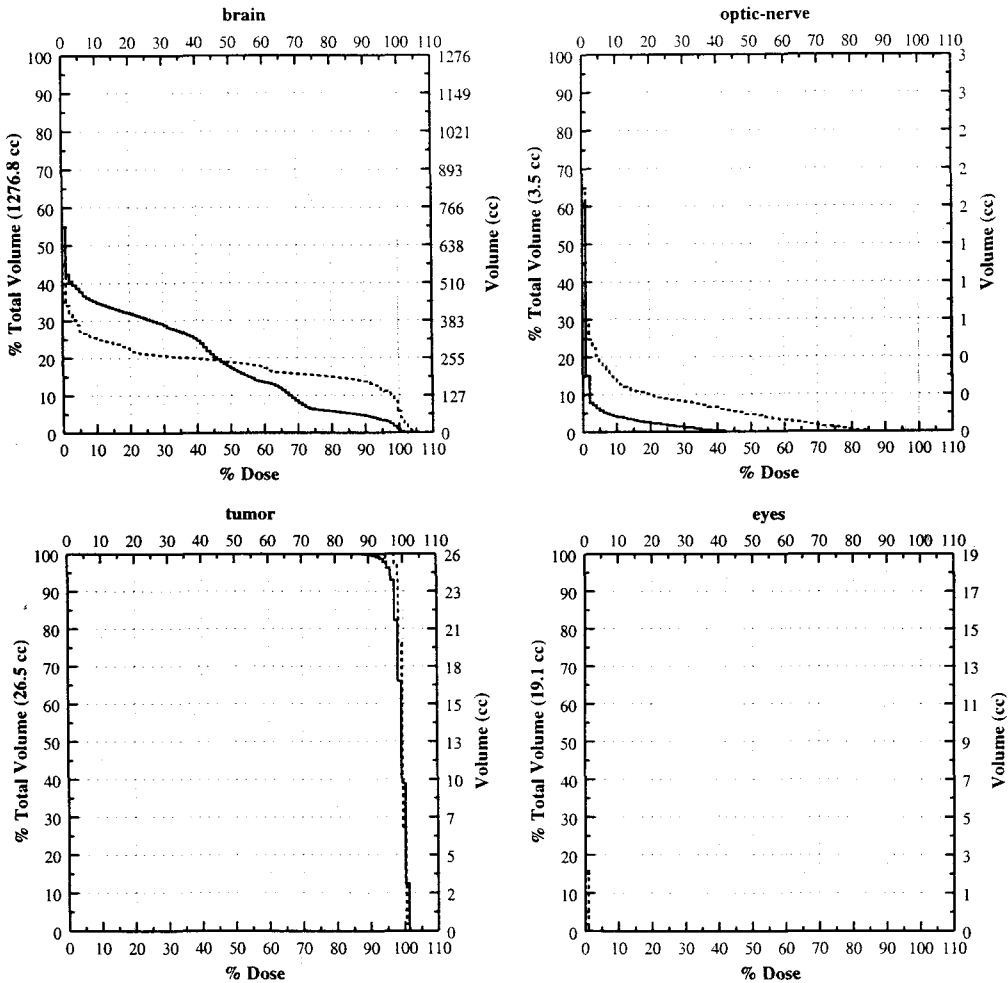 brain
0 10 20 30 40 50 60 70 80 90 100 110
100 90 80 70 60 50 40 30 20 10 0
% Total Volume (1276.8 cc)
1276 1149 1021 893 766 638 510 383 255 127 0
Volume (cc)
0 10 20 30 40 50 60 70 80 90 100 110
% Dose
optic-nerve
0 10 20 30 40 50 60 70 80 90 100 110
100 90 80 70 60 50 40 30 20 10 0
% Total Volume (3.5 cc)
3 3 2 2 2 1 1 1 0 0 0
Volume (cc)
0 10 20 30 40 50 60 70 80 90 100 110
% Dose
tumor
0 10 20 30 40 50 60 70 80 90 100 110
100 90 80 70 60 50 40 30 20 10 0
% Total Volume (26.5 cc)
26 23 21 18 15 13 10 7 5 2 0
Volume (cc)
0 10 20 30 40 50 60 70 80 90 100 110
% Dose
eyes
0 10 20 30 40 50 60 70 80 90 100 110
100 90 80 70 60 50 40 30 20 10 0
% Total Volume (19.1 cc)
19 17 15 13 11 9 7 5 3 1 0
Volume (cc)
0 10 20 30 40 50 60 70 80 90 100 110
% Dose